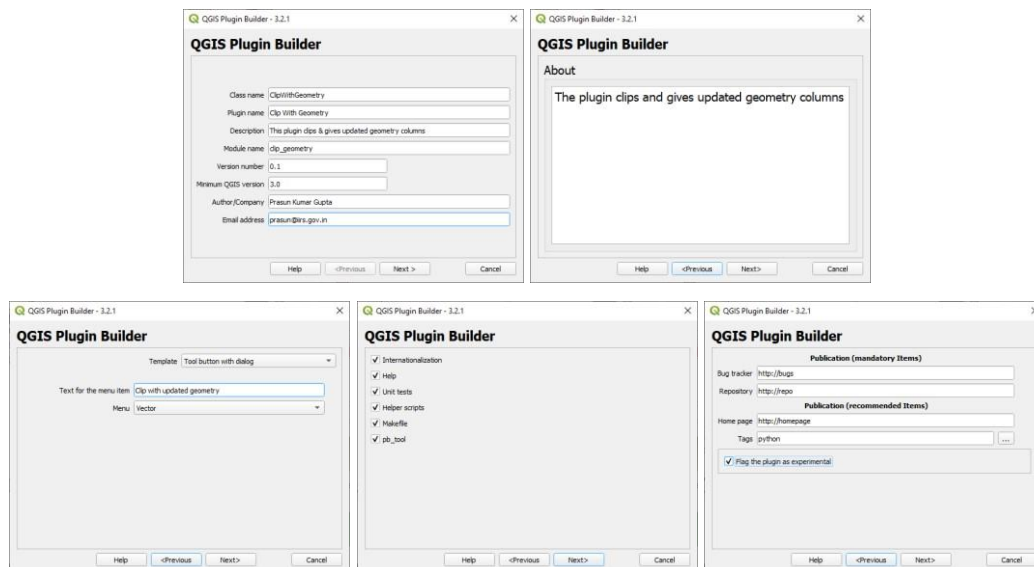 QGIS Plugin Builder - 3.2.1
QGIS Plugin Builder
Class name ClipWithGeometry
Plugin name Clip With Geometry
Description This plugin clips & gives updated geometry columns
Module name clip_geometry
Version number 0.1
Minimum QGIS version 3.0
Author/Company Prasun Kumar Gupta
Email address prasun@iirs.gov.in
Help <Previous Next > Cancel
QGIS Plugin Builder - 3.2.1
QGIS Plugin Builder
About
The plugin clips and gives updated geometry columns
Help <Previous Next> Cancel
QGIS Plugin Builder - 3.2.1
QGIS Plugin Builder
Template Tool button with dialog
Text for the menu item Clip with updated geometry
Menu Vector
Help <Previous Next> Cancel
QGIS Plugin Builder - 3.2.1
QGIS Plugin Builder
Internationalization
Help
Unit tests
Helper scripts
Makefile
pb_tool
Help <Previous Next> Cancel
QGIS Plugin Builder - 3.2.1
QGIS Plugin Builder
Publication (mandatory Items)
Bug tracker http://bugs
Repository http://repo
Publication (recommended Items)
Home page http://homepage
Tags python ...
Flag the plugin as experimental
Help <Previous Next> Cancel